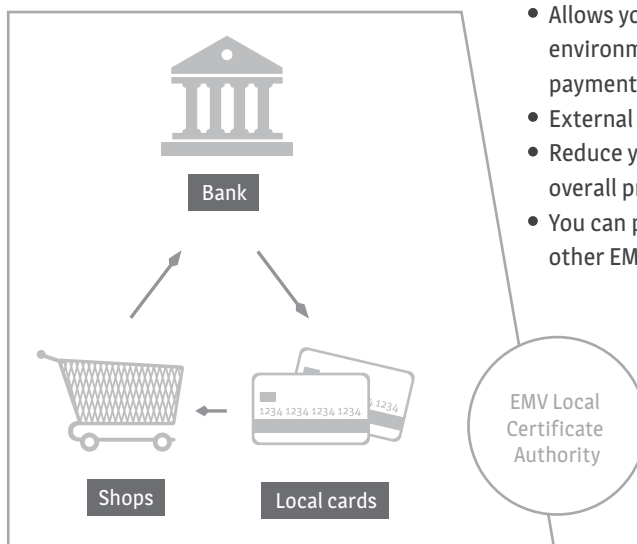 Bank
Shops
1234 1234 1234 1234
1234
Local cards
• Allows yo
environm
payment
• External
• Reduce y
overall pr
• You can p
other EM
EMV Local
Certificate
Authority